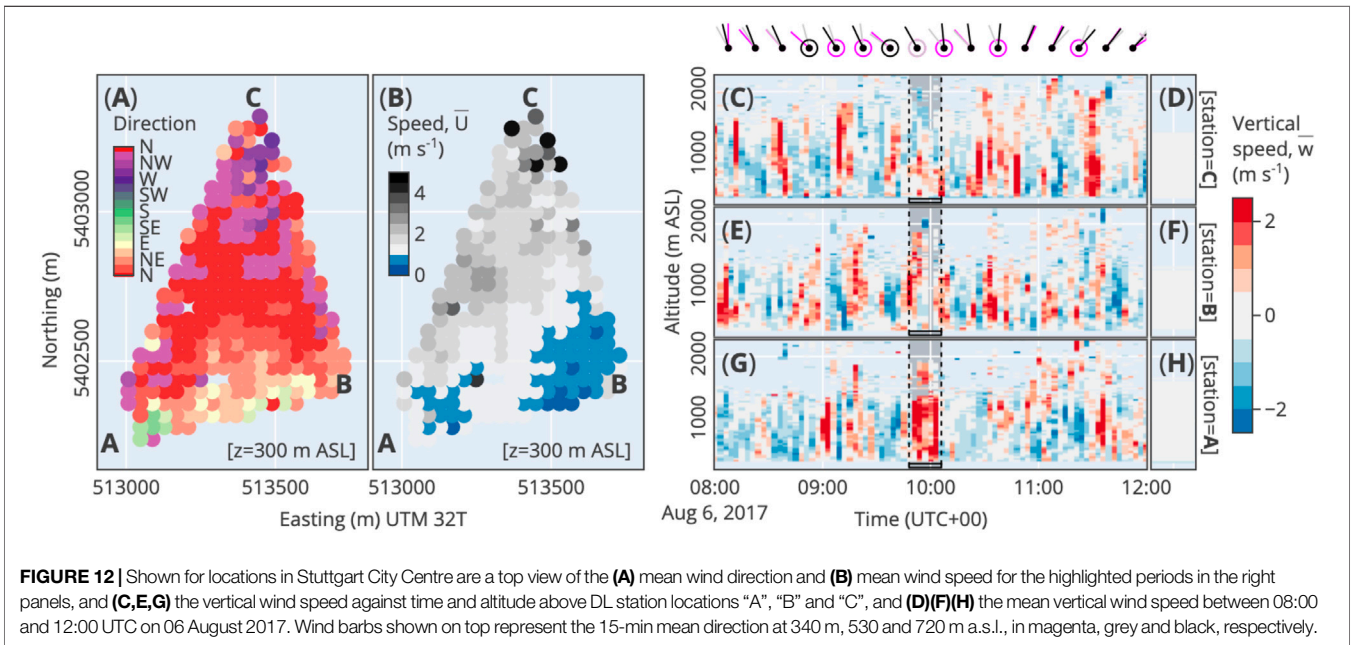 (A)
Direction
N
NW
W
SW
S
SE
E
NE
N
C
B
A
[z=300 m ASL]
5403000
5402500
Northing (m)
513000
513500
(B)
Speed, U
(m s⁻¹)
4
2
0
C
B
A
[z=300 m ASL]
513000
513500
Easting (m) UTM 32T
(C)
(D)
2000
1000
[station=C]
(E)
(F)
2000
1000
[station=B]
(G)
(H)
2000
1000
[station=A]
Altitude (m ASL)
08:00
09:00
10:00
11:00
12:00
Aug 6, 2017
Time (UTC+00)
Vertical
speed, w
(m s⁻¹)
2
0
−2
FIGURE 12 | Shown for locations in Stuttgart City Centre are a top view of the (A) mean wind direction and (B) mean wind speed for the highlighted periods in the right
panels, and (C,E,G) the vertical wind speed against time and altitude above DL station locations “A”, “B” and “C”, and (D)(F)(H) the mean vertical wind speed between 08:00
and 12:00 UTC on 06 August 2017. Wind barbs shown on top represent the 15-min mean direction at 340 m, 530 and 720 m a.s.l., in magenta, grey and black, respectively.